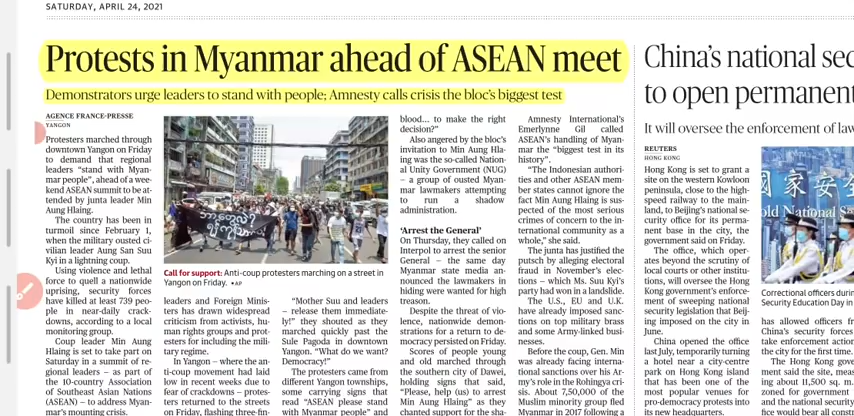 SATURDAY, APRIL 24, 2021
Protests in Myanmar ahead of ASEAN meet
Demonstrators urge leaders to stand with people; Amnesty calls crisis the bloc's biggest test
AGENCE FRANCE-PRESSE
YANGON
Protesters marched through
downtown Yangon on Friday
to demand that regional
leaders “stand with Myan-
mar people”, ahead of a wee-
kend ASEAN summit to be at-
tended by junta leader Min
Aung Hlaing.
The country has been in
turmoil since February 1,
when the military ousted ci-
vilian leader Aung San Suu
Kyi in a lightning coup.
Using violence and lethal
force to quell a nationwide
uprising, security forces
have killed at least 739 peo-
ple in near-daily crack-
downs, according to a local
monitoring group.
Coup leader Min Aung
Hlaing is set to take part on
Saturday in a summit of re-
gional leaders – as part of
the 10-country Association
of Southeast Asian Nations
(ASEAN) – to address Myan-
mar's mounting crisis.
Call for support: Anti-coup protesters marching on a street in
Yangon on Friday. •AP
leaders and Foreign Minis-
ters has drawn widespread
criticism from activists, hu-
man rights groups and prot-
esters for including the mili-
tary regime.
In Yangon – where the an-
ti-coup movement had laid
low in recent weeks due to
fear of crackdowns – protes-
ters returned to the streets
on Friday, flashing three-fin-
“Mother Suu and leaders
– release them immediate-
ly!” they shouted as they
marched quickly past the
Sule Pagoda in downtown
Yangon. “What do we want?
Democracy!”
The protesters came from
different Yangon townships,
some carrying signs that
read “ASEAN please stand
with Myanmar people” and
blood... to make the right
decision?”
Also angered by the bloc's
invitation to Min Aung Hla-
ing was the so-called Nation-
al Unity Government (NUG)
– a group of ousted Myan-
mar lawmakers attempting
to run a shadow
administration.
‘Arrest the General’
On Thursday, they called on
Interpol to arrest the senior
General – the same day
Myanmar state media an-
nounced the lawmakers in
hiding were wanted for high
treason.
Despite the threat of vio-
lence, nationwide demon-
strations for a return to de-
mocracy persisted on Friday.
Scores of people young
and old marched through
the southern city of Dawei,
holding signs that said,
“Please, help (us) to arrest
Min Aung Hlaing” as they
chanted support for the sha-
Amnesty International's
Emerlynne Gil called
ASEAN's handling of Myan-
mar the “biggest test in its
history”.
“The Indonesian authori-
ties and other ASEAN mem-
ber states cannot ignore the
fact Min Aung Hlaing is sus-
pected of the most serious
crimes of concern to the in-
ternational community as a
whole,” she said.
The junta has justified the
putsch by alleging electoral
fraud in November's elec-
tions – which Ms. Suu Kyi's
party had won in a landslide.
The U.S., EU and U.K.
have already imposed sanc-
tions on top military brass
and some Army-linked busi-
nesses.
Before the coup, Gen. Min
was already facing interna-
tional sanctions over his Ar-
my's role in the Rohingya cri-
sis. About 7,50,000 of the
Muslim minority group fled
Myanmar in 2017 following a
China's national sec
to open permanent
It will oversee the enforcement of law
REUTERS
HONG KONG
Hong Kong is set to grant a
site on the western Kowloon
peninsula, close to the high-
speed railway to the main-
land, to Beijing's national se-
curity office for its perma-
nent base in the city, the
government said on Friday.
The office, which oper-
ates beyond the scrutiny of
local courts or other institu-
tions, will oversee the Hong
Kong government's enforce-
ment of sweeping national
security legislation that Beij-
ing imposed on the city in
June.
China opened the office
last July, temporarily turning
a hotel near a city-centre
park on Hong Kong island
that has been one of the
most popular venues for
pro-democracy protests into
its new headquarters.
國家安全
National S
Correctional officers durin
Security Education Day in
has allowed officers fr
China's security forces
take enforcement action
the city for the first time.
The Hong Kong gove
ment said the site, meas
ing about 11,500 sq. m.
zoned for government
and the national security
ice would bear all constr